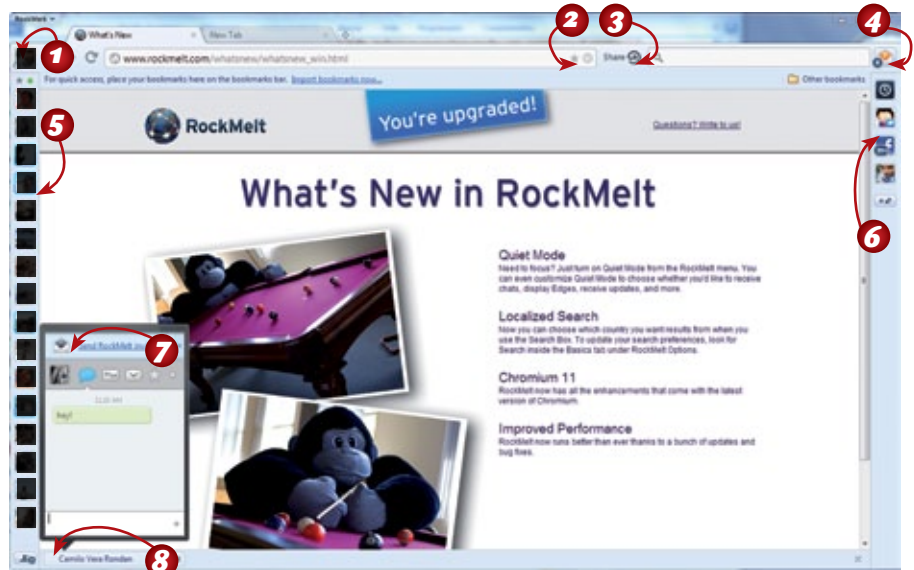 RockMelt
What's New
New Tab
1
2
3
4
www.rockmelt.com/whatsnew/whatsnew_win.html
Share
For quick access, place your bookmarks here on the bookmarks bar. Import bookmarks now...
Other bookmarks
5
RockMelt
You're upgraded!
Questions? Write to us!
What's New in RockMelt
6
Quiet Mode
Need to focus? Just turn on Quiet Mode from the RockMelt menu. You
can even customize Quiet Mode to choose whether you'd like to receive
chats, display Edges, receive updates, and more.
Localized Search
Now you can choose which country you want results from when you
use the Search Box. To update your search preferences, look for
Search inside the Basics tab under RockMelt Options.
Chromium 11
RockMelt now has all the enhancements that come with the latest
version of Chromium.
Improved Performance
RockMelt now runs better than ever thanks to a bunch of updates and
bug fixes.
7
RockMelt
hey!
8
Camilo Vera Rondan